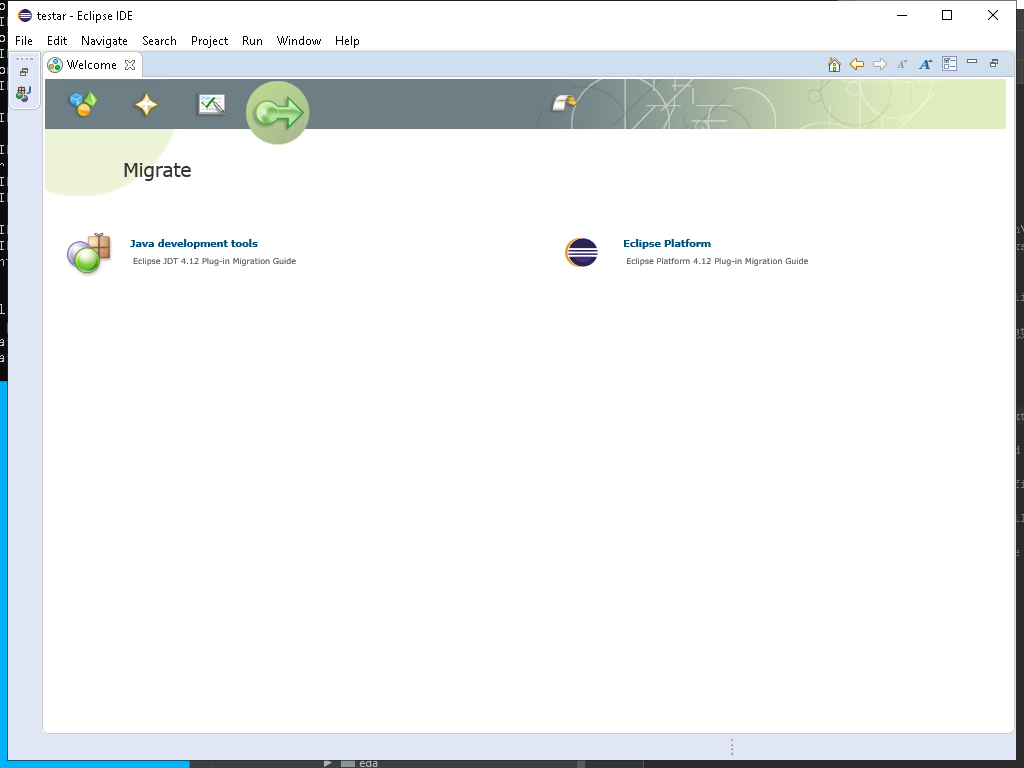 testar - Eclipse IDE
File Edit Navigate Search Project Run Window Help
Welcome
Migrate
Java development tools
Eclipse JDT 4.12 Plug-in Migration Guide
Eclipse Platform
Eclipse Platform 4.12 Plug-in Migration Guide
eda